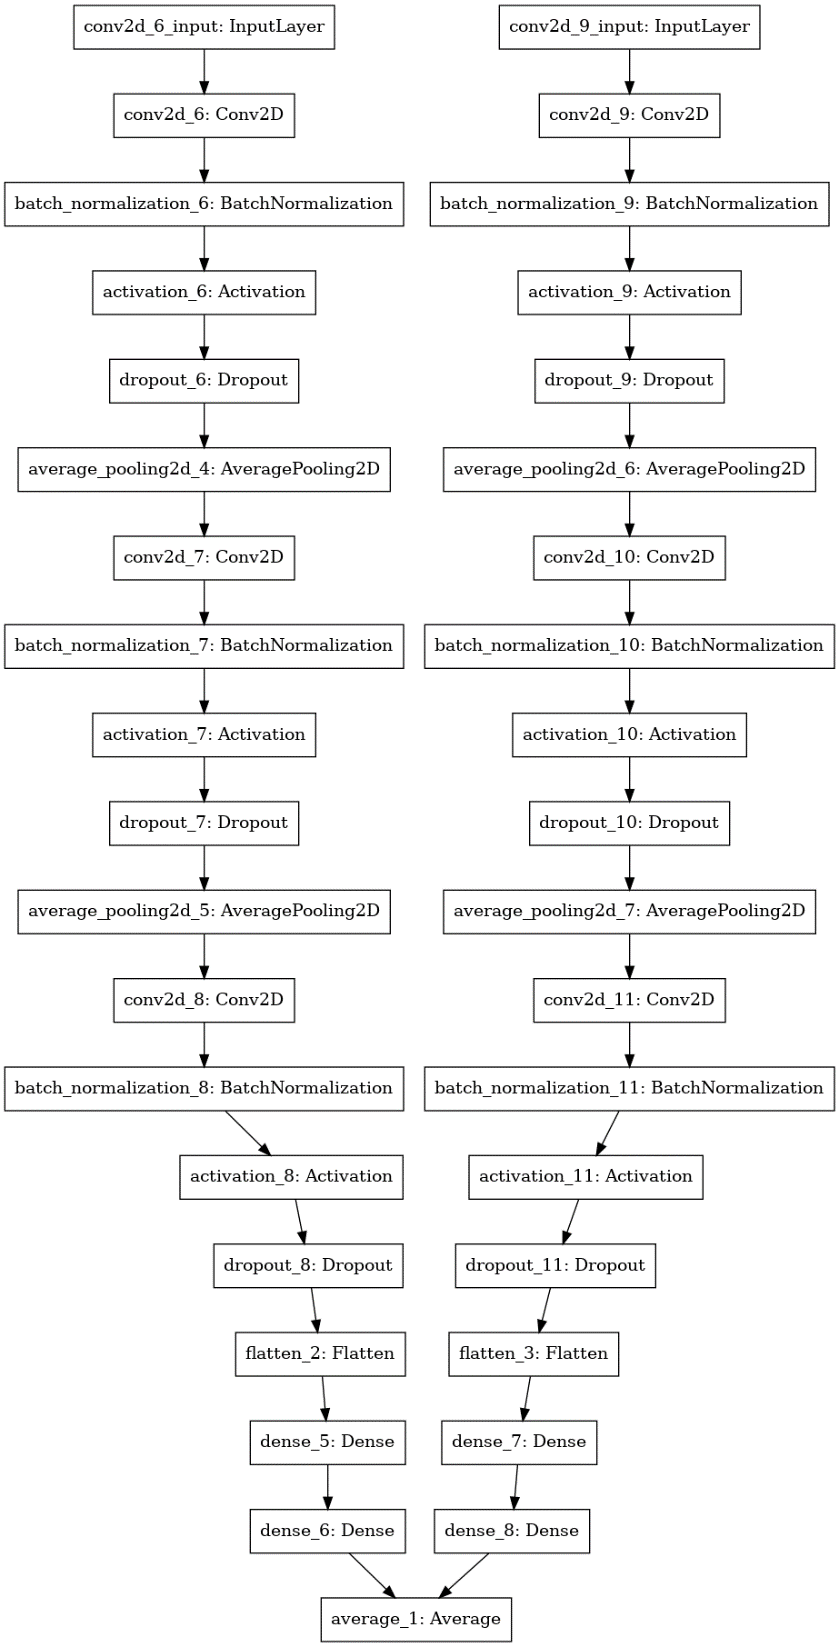 conv2d_6_input: InputLayer
conv2d_9_input: InputLayer
conv2d_6: Conv2D
conv2d_9: Conv2D
batch_normalization_6: BatchNormalization
batch_normalization_9: BatchNormalization
activation_6: Activation
activation_9: Activation
dropout_6: Dropout
dropout_9: Dropout
average_pooling2d_4: AveragePooling2D
average_pooling2d_6: AveragePooling2D
conv2d_7: Conv2D
conv2d_10: Conv2D
batch_normalization_7: BatchNormalization
batch_normalization_10: BatchNormalization
activation_7: Activation
activation_10: Activation
dropout_7: Dropout
dropout_10: Dropout
average_pooling2d_5: AveragePooling2D
average_pooling2d_7: AveragePooling2D
conv2d_8: Conv2D
conv2d_11: Conv2D
batch_normalization_8: BatchNormalization
batch_normalization_11: BatchNormalization
activation_8: Activation
activation_11: Activation
dropout_8: Dropout
dropout_11: Dropout
flatten_2: Flatten
flatten_3: Flatten
dense_5: Dense
dense_7: Dense
dense_6: Dense
dense_8: Dense
average_1: Average